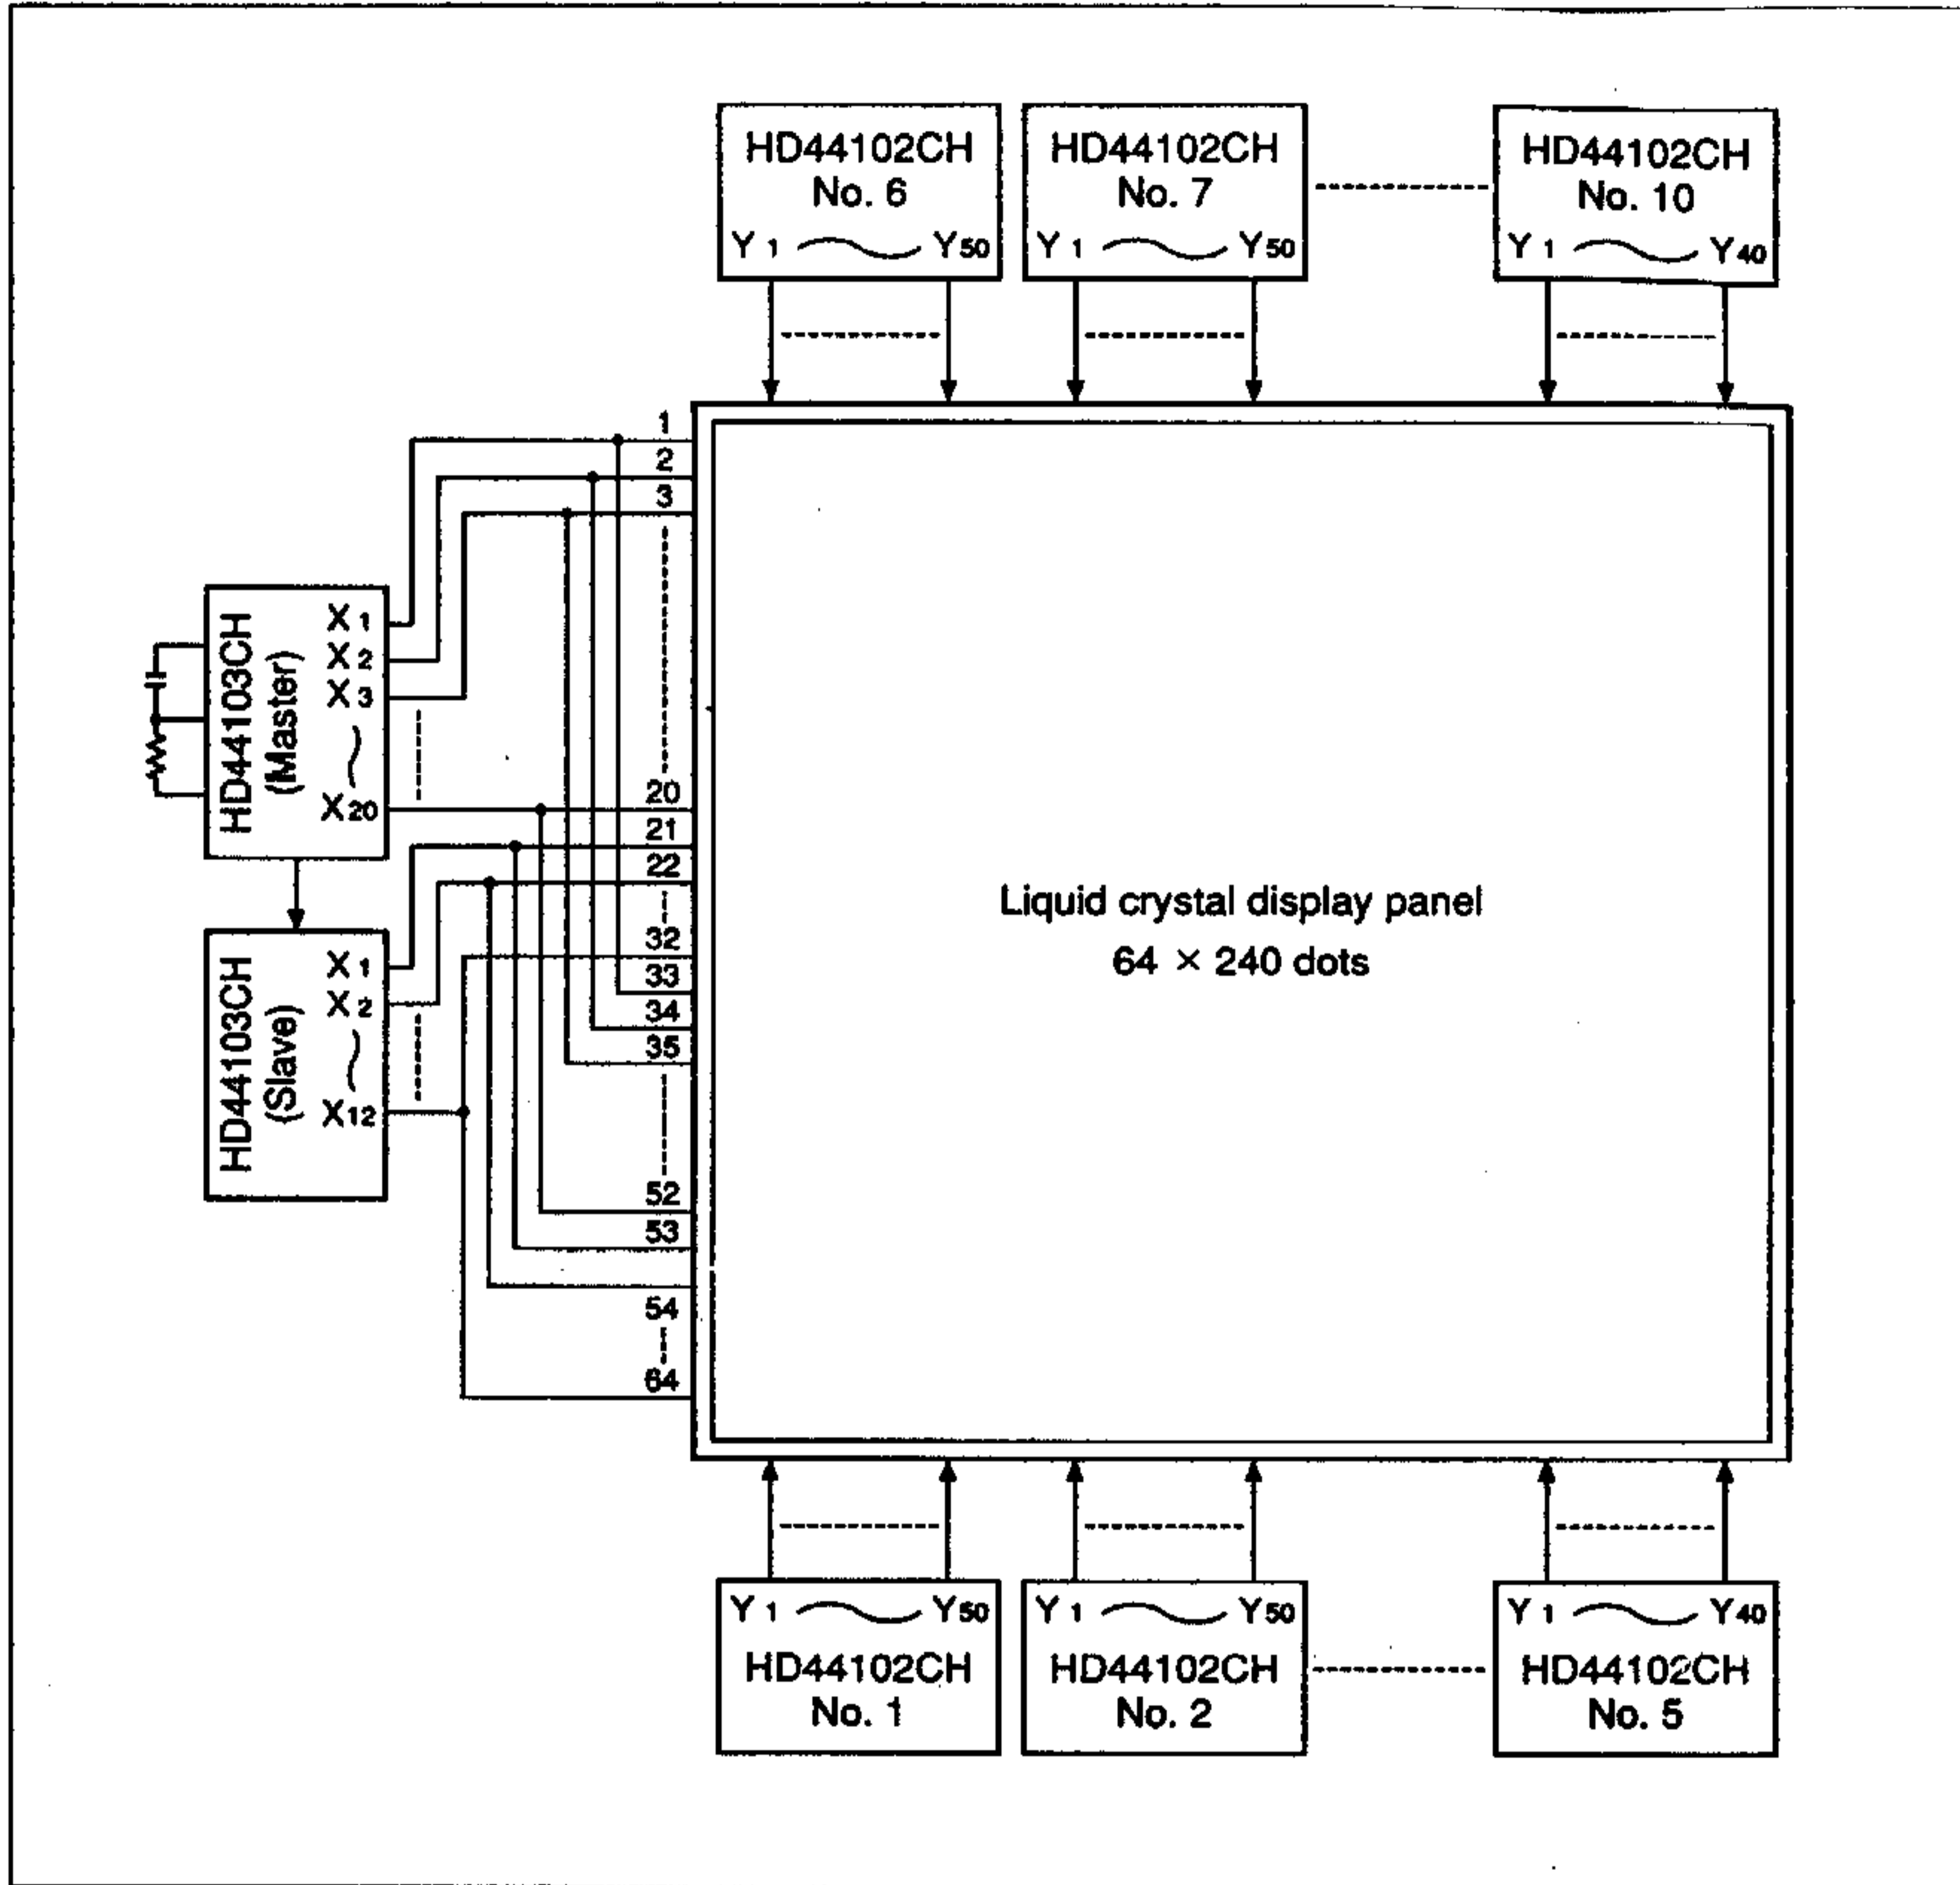 HD44102CH
No. 6
Y1 Y50
HD44102CH
No. 7
Y1 Y50
HD44102CH
No. 10
Y1 Y40
1
2
3
20
21
22
32
33
34
35
52
53
54
64
HD44103CH
(Master)
X1
X2
X3
X20
HD44103CH
(Slave)
X1
X2
X12
Liquid crystal display panel
64 × 240 dots
Y1 Y50
HD44102CH
No. 1
Y1 Y50
HD44102CH
No. 2
Y1 Y40
HD44102CH
No. 5